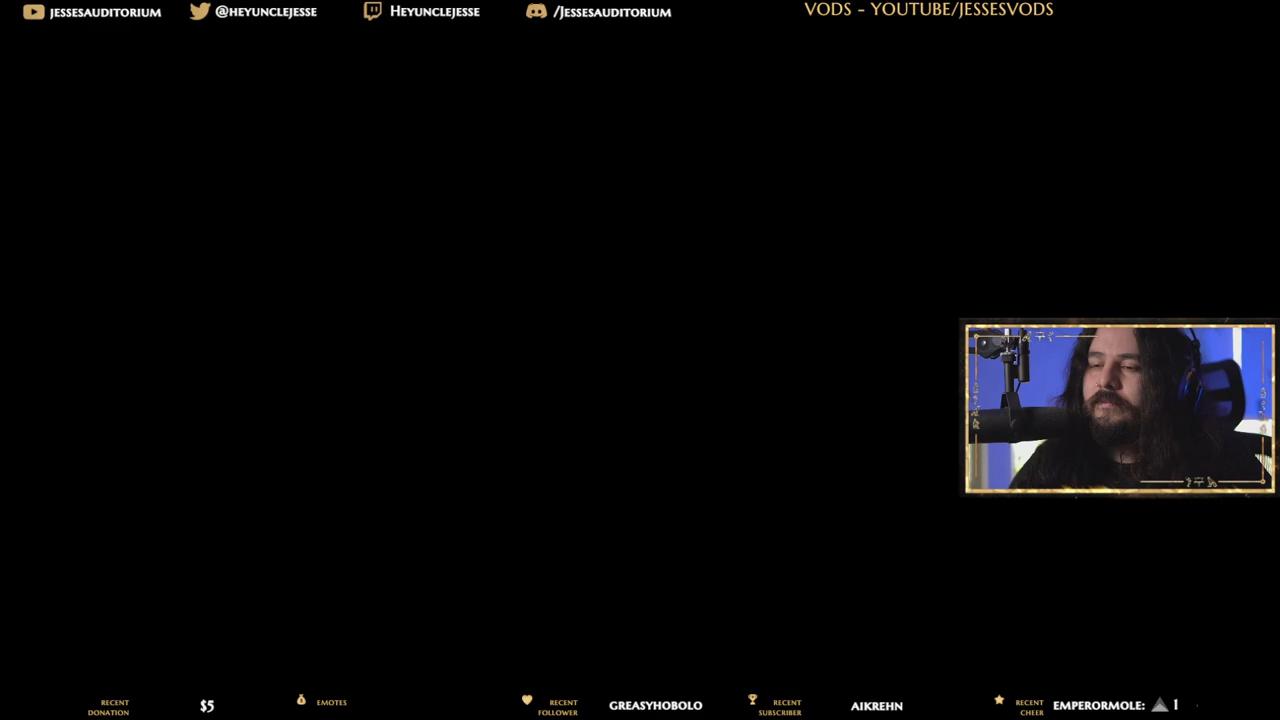 JESSESAUDITORIUM
@HEYUNCLEJESSE
HEYUNCLEJESSE
/JESSESAUDITORIUM
VODS - YOUTUBE/JESSESVODS
RECENT
DONATION
$5
EMOTES
RECENT
FOLLOWER
GREASYHOBOLO
RECENT
SUBSCRIBER
AIKREHN
RECENT
CHEER
EMPERORMOLE: 1